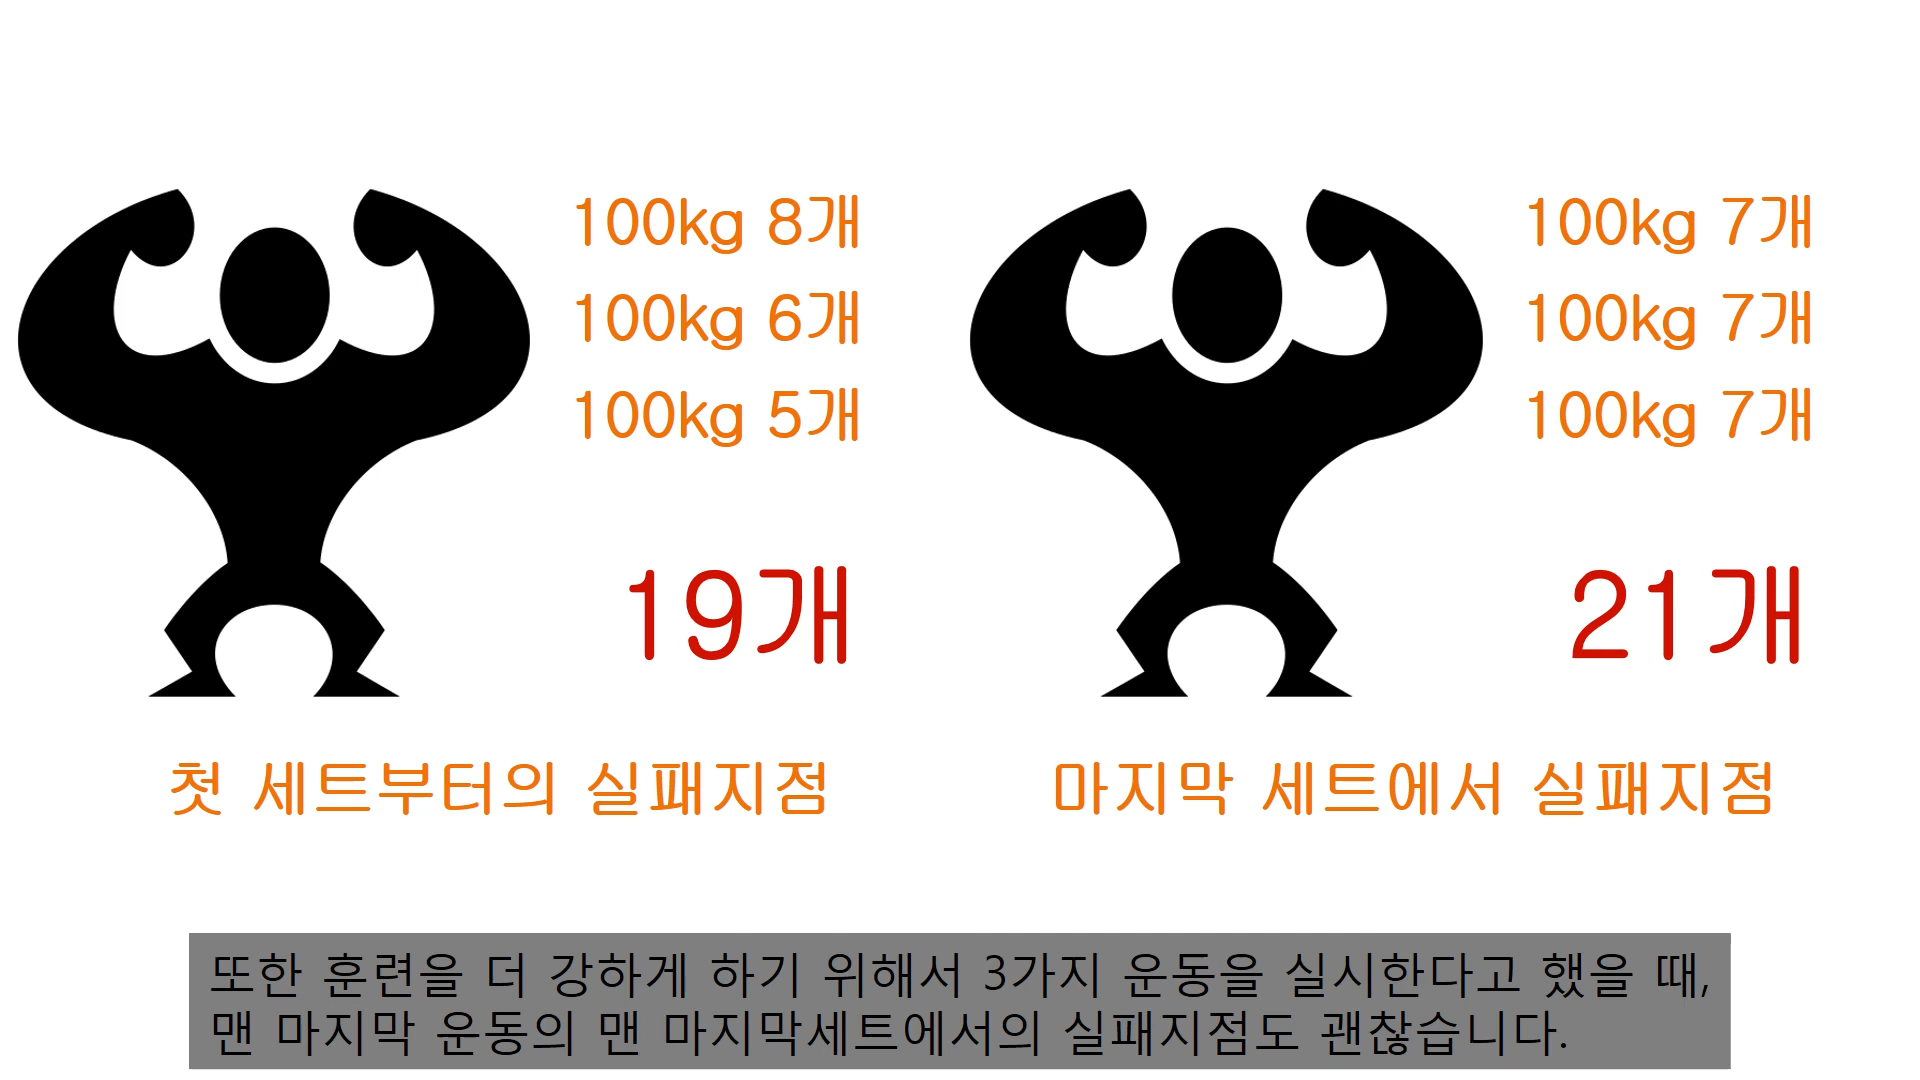 100kg 8개
100kg 6개
100kg 5개
19개
첫 세트부터의 실패지점
100kg 7개
100kg 7개
100kg 7개
21개
마지막 세트에서 실패지점
또한 훈련을 더 강하게 하기 위해서 3가지 운동을 실시한다고 했을 때,
맨 마지막 운동의 맨 마지막세트에서의 실패지점도 괜찮습니다.